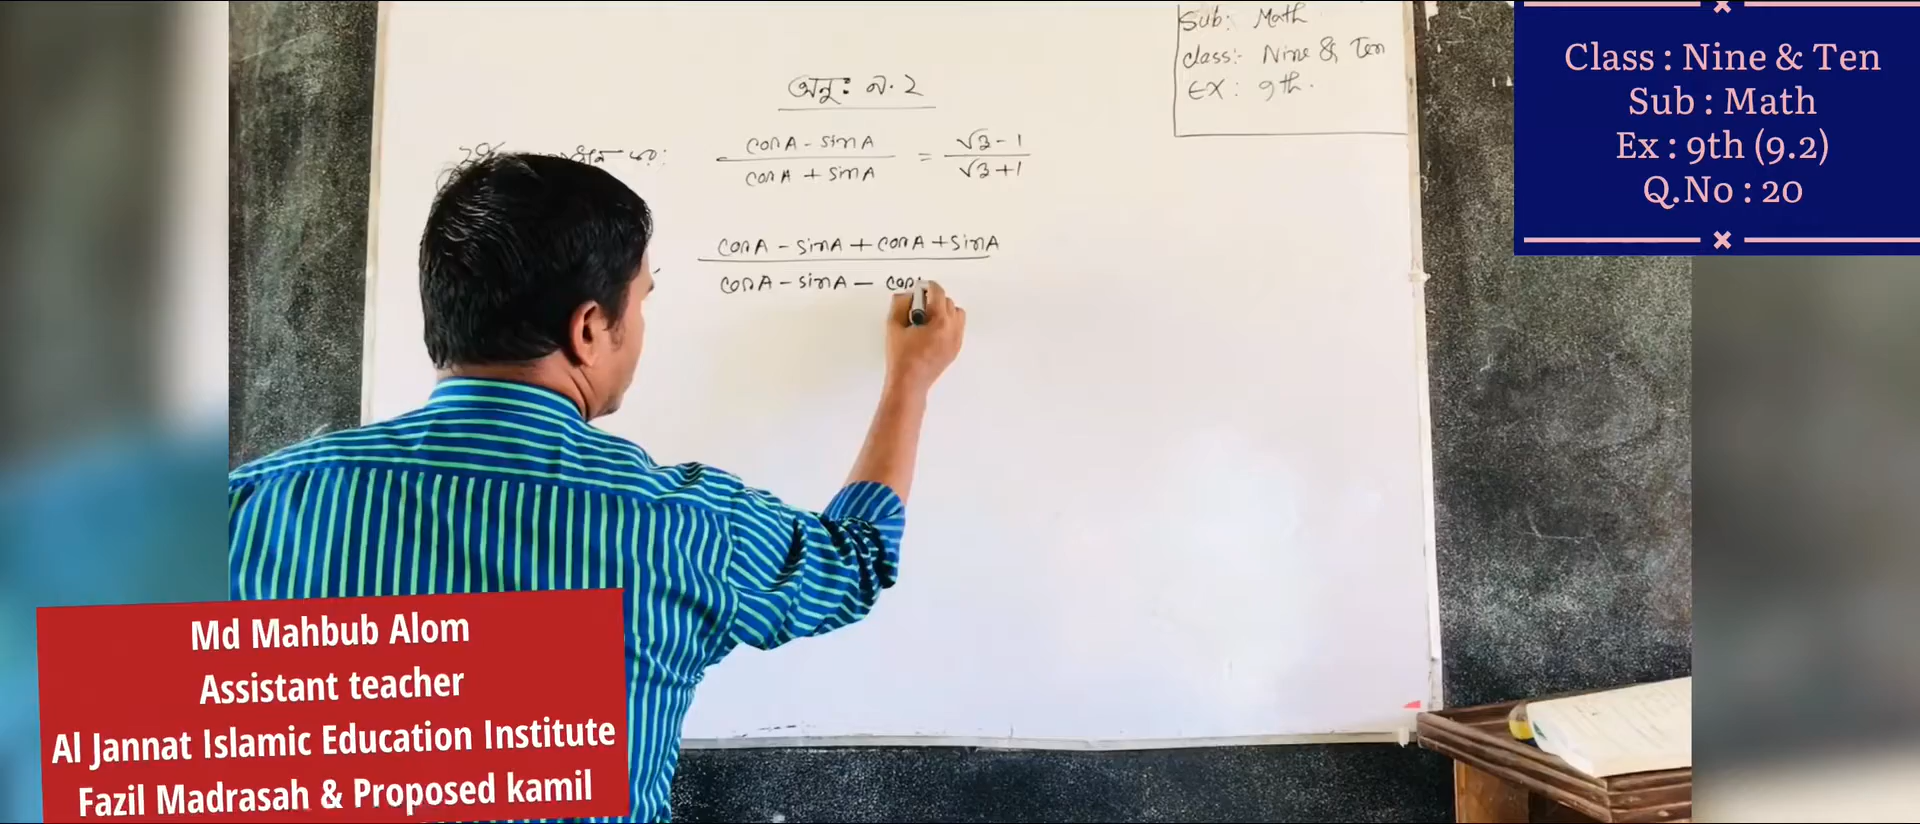 Sub: Math
class:- Nine & Ten
EX: 9th.
অনুঃ ৯.২
cosA - sinA / cosA + sinA = √3 - 1 / √3 + 1
cosA - sinA + cosA + sinA
cosA - sinA - cos
Class : Nine & Ten
Sub : Math
Ex : 9th (9.2)
Q.No : 20
Md Mahbub Alom
Assistant teacher
Al Jannat Islamic Education Institute
Fazil Madrasah & Proposed kamil